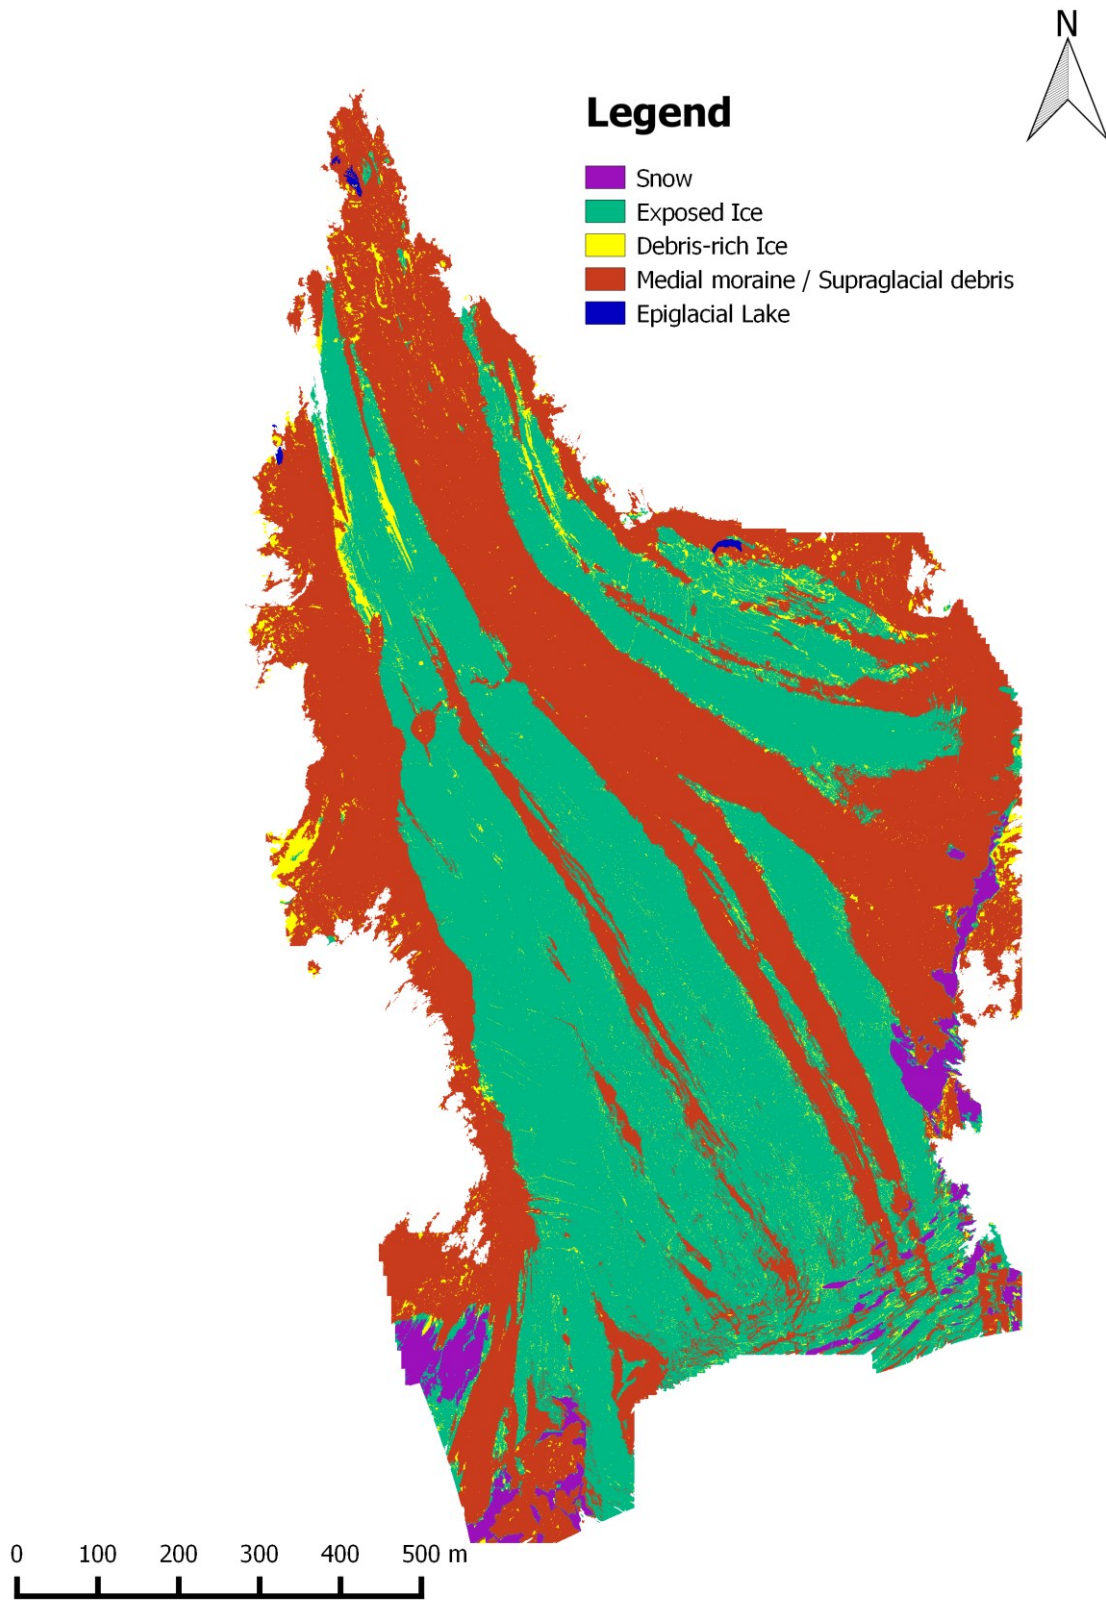 N
Legend
Snow
Exposed Ice
Debris-rich Ice
Medial moraine / Supraglacial debris
Epiglacial Lake
0 100 200 300 400 500 m